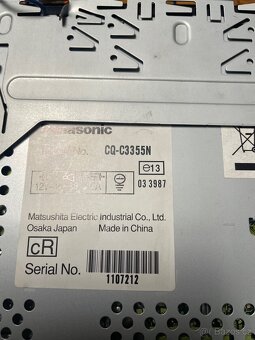 Panasonic
No. CQ-C3355N
e13
03 3987
Matsushita Electric Industrial Co., Ltd.
Osaka Japan Made in China
cR
Serial No.
1107212